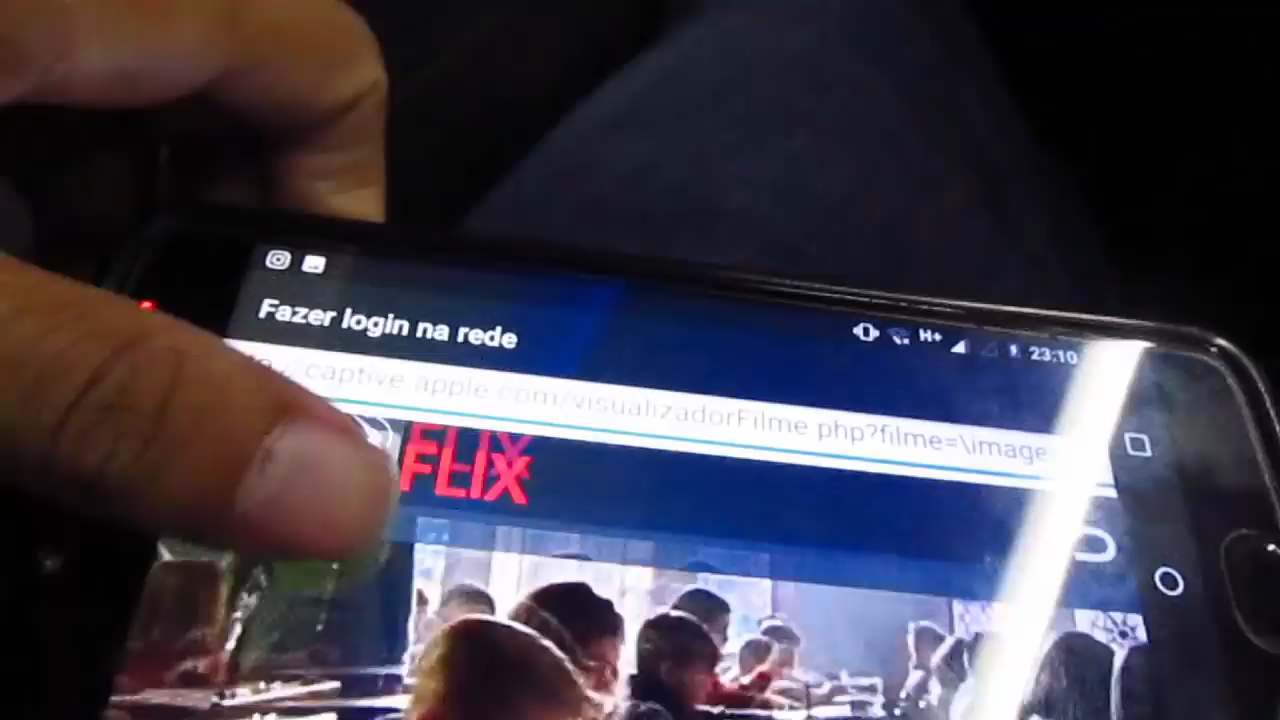 Fazer login na rede
H+ 23:10
captive.apple.com/visualizadorFilme.php?filme=\image
FLIX